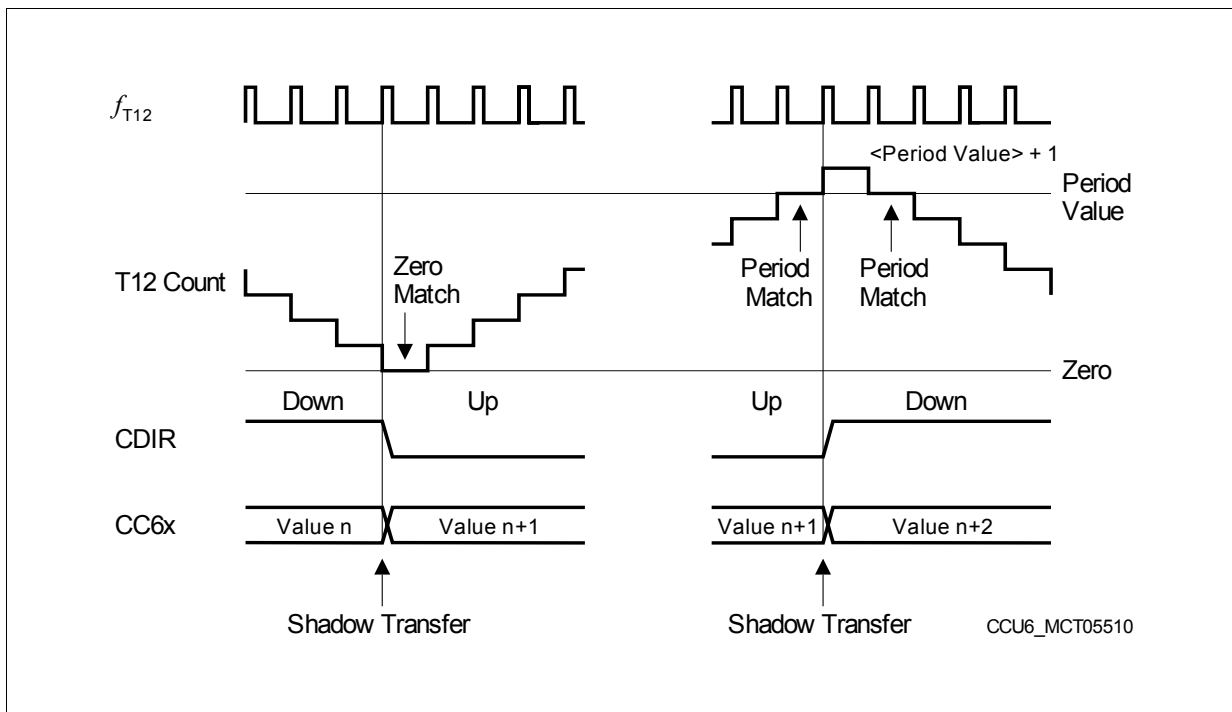 fT12
<Period Value> + 1
Period
Value
Period
Match
Period
Match
T12 Count
Zero
Match
Zero
Down
Up
Up
Down
CDIR
CC6x
Value n
Value n+1
Value n+1
Value n+2
Shadow Transfer
Shadow Transfer
CCU6_MCT05510